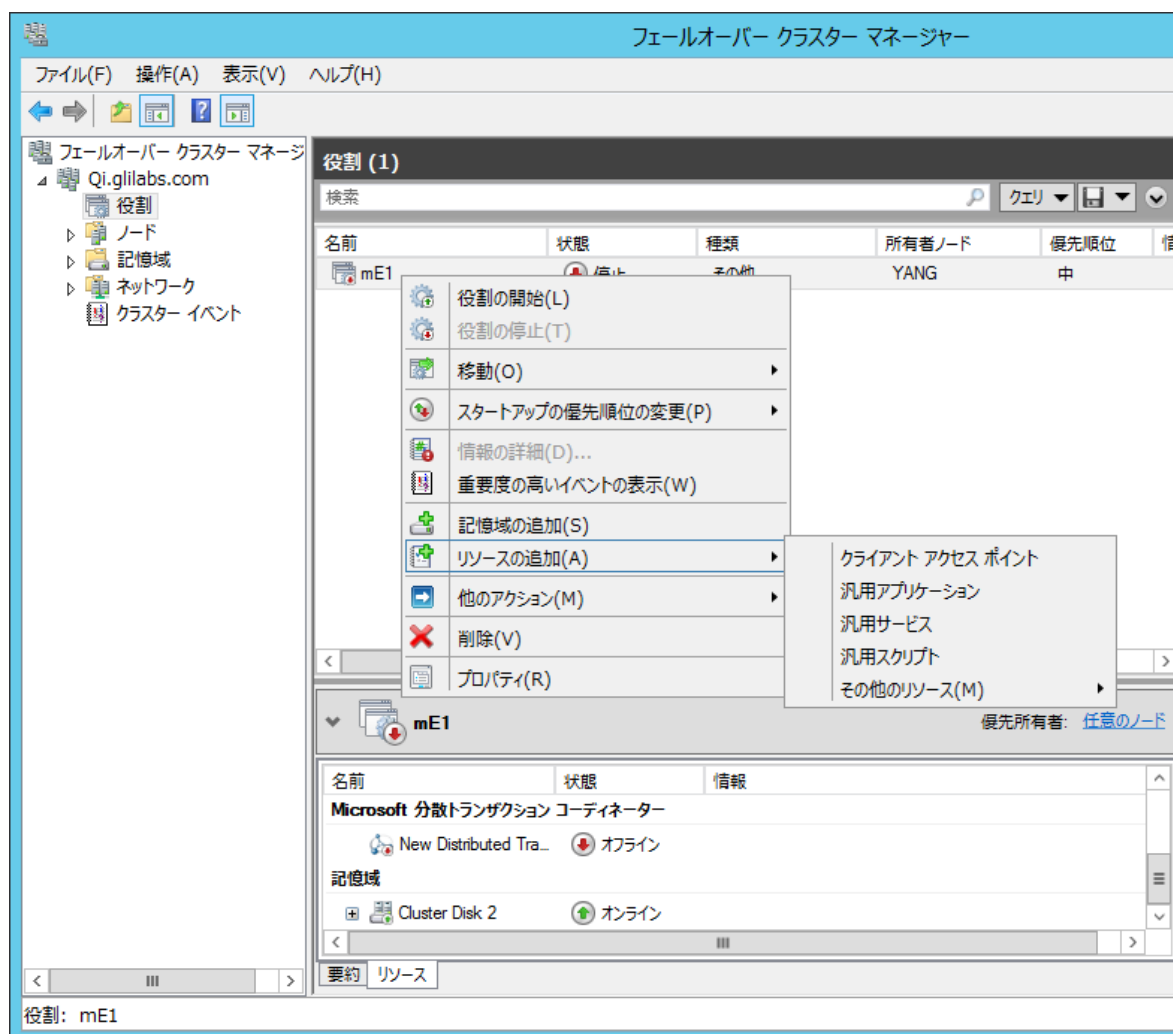 フェールオーバー クラスター マネージャー
ファイル(F) 操作(A) 表示(V) ヘルプ(H)
フェールオーバー クラスター マネージ
Qi.glilabs.com
役割
ノード
記憶域
ネットワーク
クラスター イベント
役割 (1)
検索
クエリ
名前 状態 種類 所有者ノード 優先順位
mE1 停止 その他 YANG 中
役割の開始(L)
役割の停止(T)
移動(O)
スタートアップの優先順位の変更(P)
情報の詳細(D)...
重要度の高いイベントの表示(W)
記憶域の追加(S)
リソースの追加(A)
他のアクション(M)
削除(V)
プロパティ(R)
クライアント アクセス ポイント
汎用アプリケーション
汎用サービス
汎用スクリプト
その他のリソース(M)
mE1 優先所有者: 任意のノード
名前 状態 情報
Microsoft 分散トランザクション コーディネーター
New Distributed Tra... オフライン
記憶域
Cluster Disk 2 オンライン
要約 リソース
役割: mE1